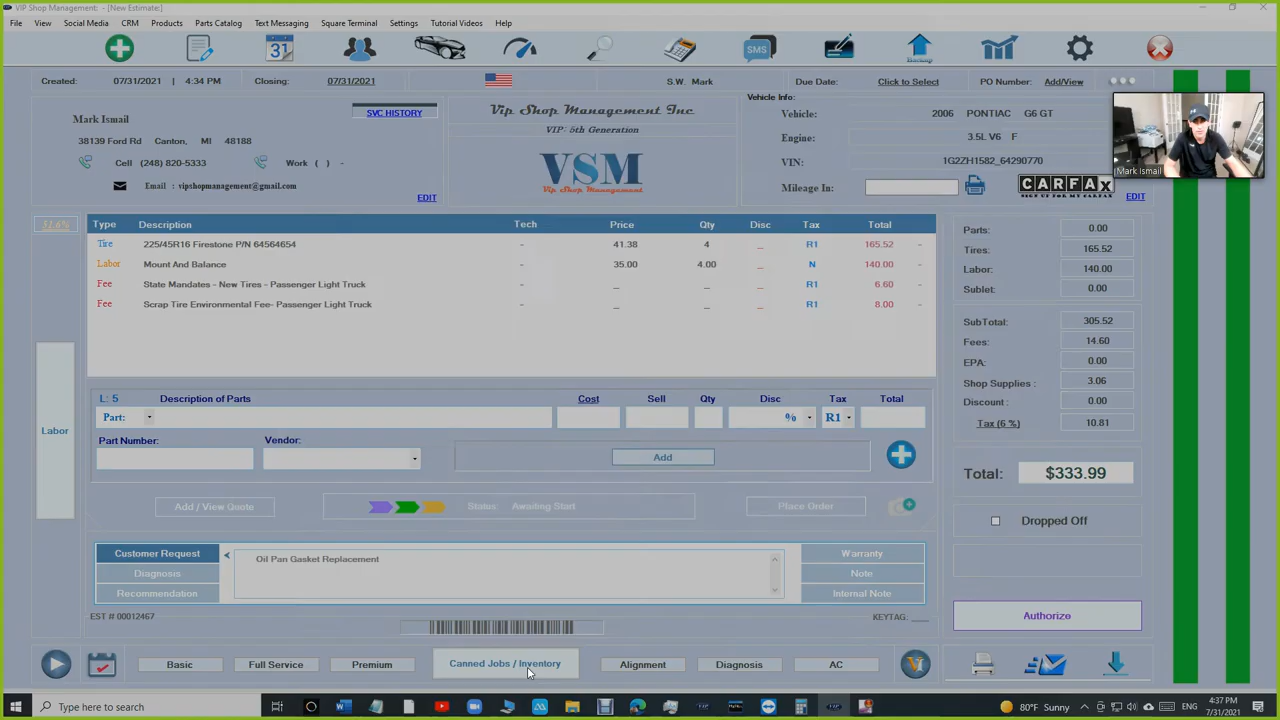 VIP Shop Management: - [New Estimate:]
File View Social Media CRM Products Parts Catalog Text Messaging Square Terminal Settings Tutorial Videos Help
31
SMS
Backup
Created: 07/31/2021 | 4:34 PM Closing: 07/31/2021 S.W. Mark Due Date: Click to Select PO Number: Add/View
Mark Ismail
SVC HISTORY
38139 Ford Rd Canton, MI 48188
Cell (248) 820-5333 Work ( ) -
Email : vipshopmanagement@gmail.com
EDIT
Vip Shop Management Inc.
VIP- 5th Generation
VSM
Vip Shop Management
Vehicle Info:
Vehicle: 2006 PONTIAC G6 GT
Engine: 3.5L V6 F
VIN: 1G2ZH1582_64290770
Mileage In:
CARFAX
SIGN UP FOR MY CARFAX
EDIT
Mark Ismail
51.6%
Type Description Tech Price Qty Disc Tax Total
Tire 225/45R16 Firestone P/N 64564654 - 41.38 4 _ R1 165.52 -
Labor Mount And Balance - 35.00 4.00 _ N 140.00 -
Fee State Mandates - New Tires - Passenger Light Truck - _ _ _ R1 6.60 -
Fee Scrap Tire Environmental Fee- Passenger Light Truck - _ _ _ R1 8.00 -
Labor
L: 5 Description of Parts Cost Sell Qty Disc Tax Total
Part: % R1
Part Number: Vendor:
Add
Add / View Quote
Status: Awaiting Start
Place Order
Customer Request
Diagnosis
Recommendation
<
Oil Pan Gasket Replacement
Warranty
Note
Internal Note
EST # 00012467
KEYTAG: ____
Parts: 0.00
Tires: 165.52
Labor: 140.00
Sublet: 0.00
SubTotal: 305.52
Fees: 14.60
EPA: 0.00
Shop Supplies : 3.06
Discount: 0.00
Tax (6 %) 10.81
Total: $333.99
Dropped Off
Authorize
Basic Full Service Premium Canned Jobs / Inventory Alignment Diagnosis AC
Type here to search
80°F Sunny
ENG
4:37 PM
7/31/2021